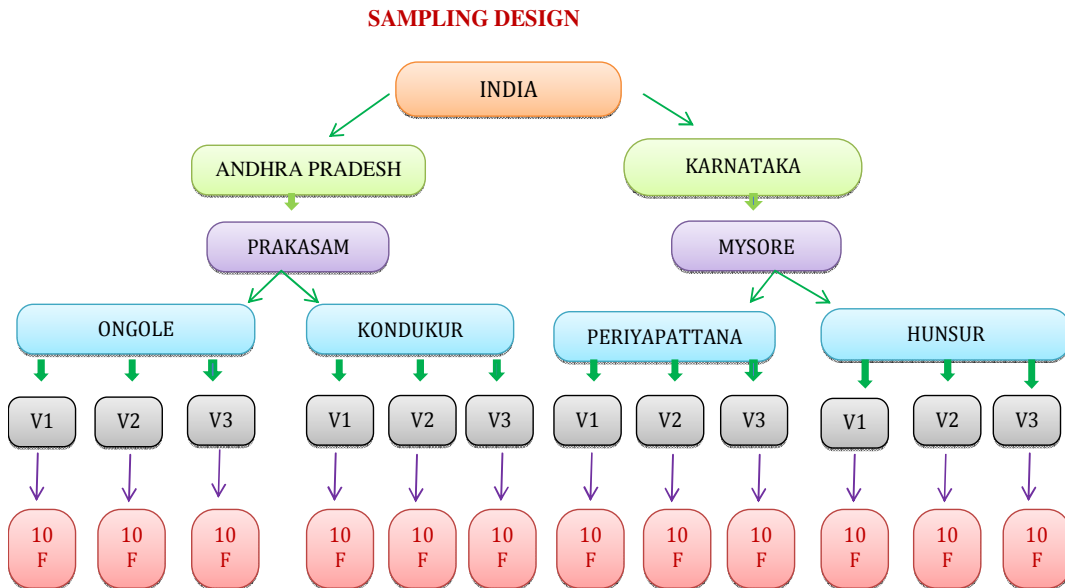 SAMPLING DESIGN
INDIA
ANDHRA PRADESH
KARNATAKA
PRAKASAM
MYSORE
ONGOLE
KONDUKUR
PERIYAPATTANA
HUNSUR
V1
V2
V3
V1
V2
V3
V1
V2
V3
V1
V2
V3
10
F
10
F
10
F
10
F
10
F
10
F
10
F
10
F
10
F
10
F
10
F
10
F